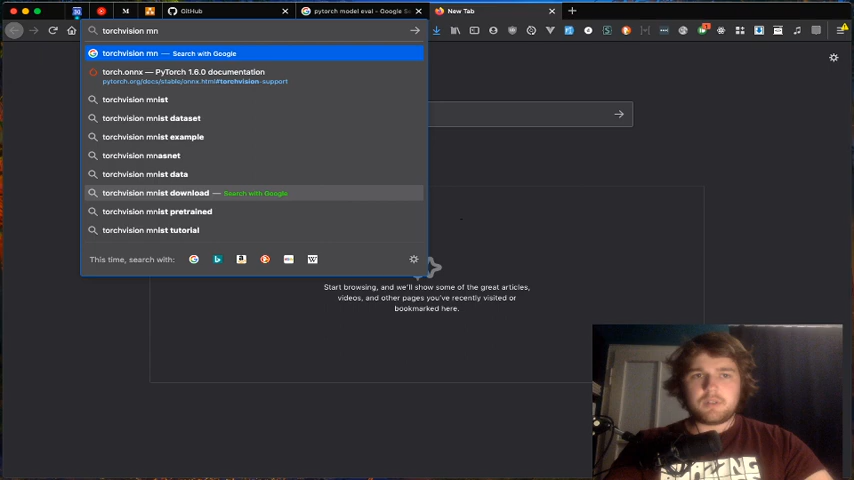 GitHub
pytorch model eval - Google Se
New Tab
torchvision mn
torchvision mn — Search with Google
torch.onnx — PyTorch 1.6.0 documentation
pytorch.org/docs/stable/onnx.html#torchvision-support
torchvision mnist
torchvision mnist dataset
torchvision mnist example
torchvision mnasnet
torchvision mnist data
torchvision mnist download — Search with Google
torchvision mnist pretrained
torchvision mnist tutorial
This time, search with:
Start browsing, and we'll show some of the great articles,
videos, and other pages you've recently visited or
bookmarked here.